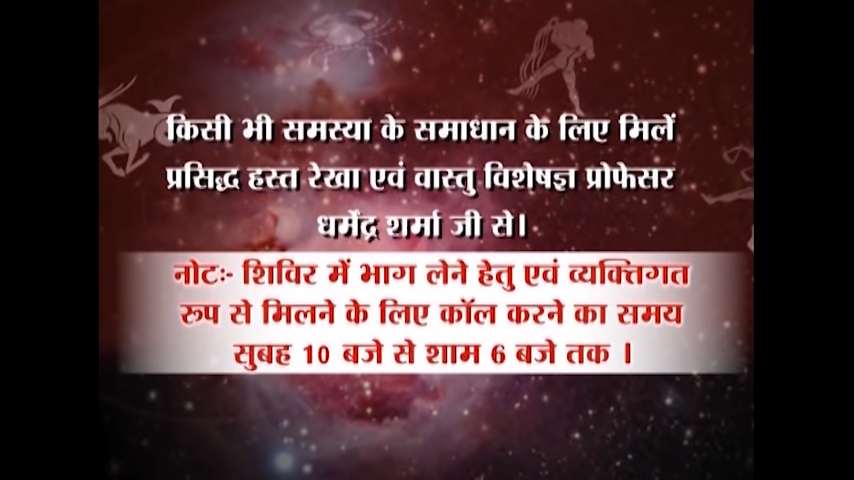 किसी भी समस्या के समाधान के लिए मिलें
प्रसिद्ध हस्त रेखा एवं वास्तु विशेषज्ञ प्रोफेसर
धर्मेंद्र शर्मा जी से।
नोटः- शिविर में भाग लेने हेतु एवं व्यक्तिगत
रूप से मिलने के लिए कॉल करने का समय
सुबह 10 बजे से शाम 6 बजे तक ।